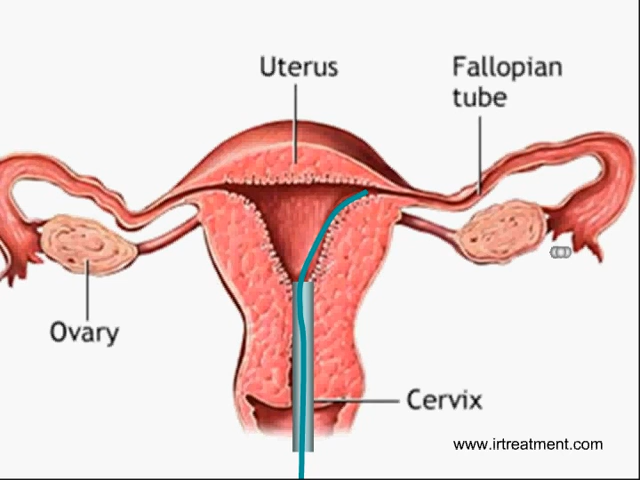 Uterus
Fallopian
tube
Ovary
Cervix
www.irtreatment.com